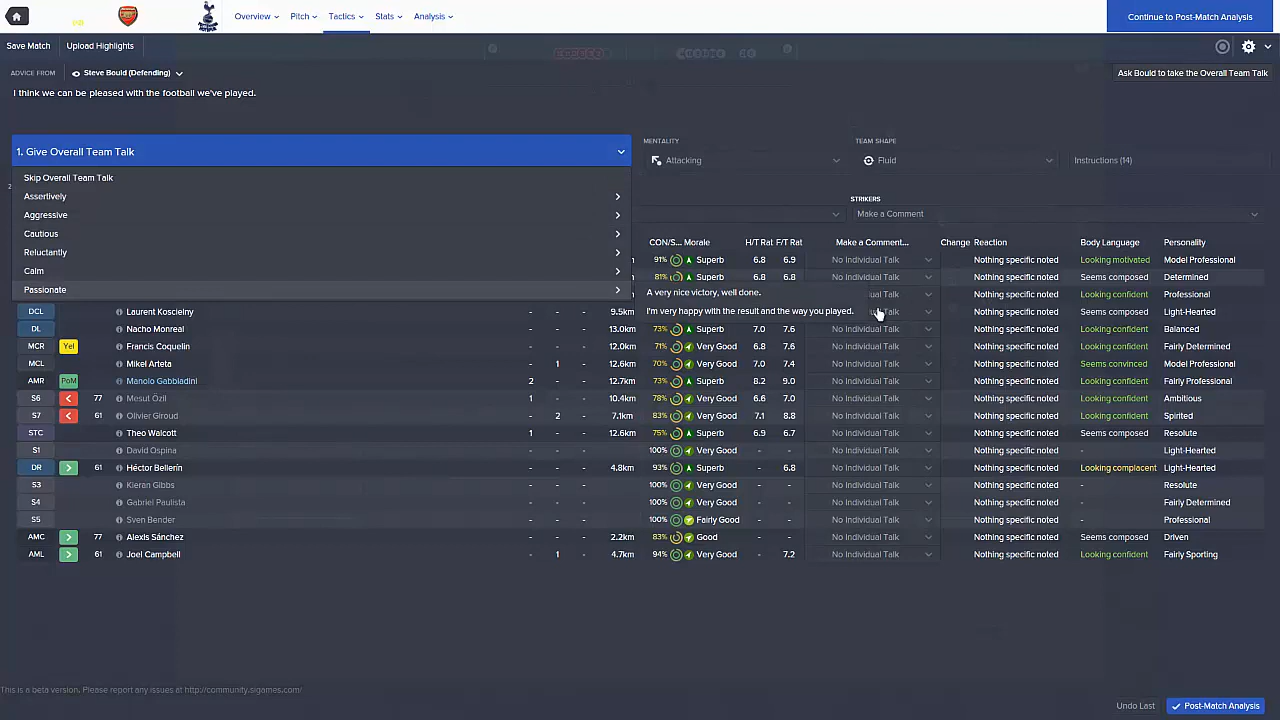 Overview Pitch Tactics Stats Analysis Continue to Post-Match Analysis
Save Match Upload Highlights
ADVICE FROM Steve Bould (Defending) Ask Bould to take the Overall Team Talk
I think we can be pleased with the football we've played.
1. Give Overall Team Talk
MENTALITY TEAM SHAPE
Attacking Fluid Instructions (14)
Skip Overall Team Talk
Assertively
Aggressive
Cautious
Reluctantly
Calm
Passionate
STRIKERS
Make a Comment
CON/S... Morale H/T Rat F/T Rat Make a Comment... Change Reaction Body Language Personality
91% Superb 6.8 6.9 No Individual Talk Nothing specific noted Looking motivated Model Professional
81% Superb 6.8 6.8 No Individual Talk Nothing specific noted Seems composed Determined
A very nice victory, well done. ual Talk Nothing specific noted Looking confident Professional
I'm very happy with the result and the way you played.
DCL Laurent Koscielny - - - 9.5km Talk Nothing specific noted Seems composed Light-Hearted
DL Nacho Monreal - - - 13.0km 73% Superb 7.0 7.6 No Individual Talk Nothing specific noted Looking confident Balanced
MCR Yel Francis Coquelin - - - 12.0km 71% Very Good 6.8 7.6 No Individual Talk Nothing specific noted Looking confident Fairly Determined
MCL Mikel Arteta - 1 - 12.6km 70% Very Good 7.0 7.4 No Individual Talk Nothing specific noted Seems convinced Model Professional
AMR PoM Manolo Gabbiadini 2 - - 12.7km 73% Superb 8.2 9.0 No Individual Talk Nothing specific noted Looking confident Fairly Professional
S6 77 Mesut Özil 1 - - 10.4km 78% Very Good 6.6 7.0 No Individual Talk Nothing specific noted Looking confident Ambitious
S7 61 Olivier Giroud - 2 - 7.1km 83% Very Good 7.1 8.8 No Individual Talk Nothing specific noted Looking confident Spirited
STC Theo Walcott 1 - - 12.6km 75% Superb 6.9 6.7 No Individual Talk Nothing specific noted Seems composed Resolute
S1 David Ospina 100% Very Good - - No Individual Talk Nothing specific noted - Light-Hearted
DR 61 Héctor Bellerín - - - 4.8km 93% Superb - 6.8 No Individual Talk Nothing specific noted Looking complacent Light-Hearted
S3 Kieran Gibbs 100% Very Good - - No Individual Talk Nothing specific noted - Resolute
S4 Gabriel Paulista 100% Very Good - - No Individual Talk Nothing specific noted - Fairly Determined
S5 Sven Bender 100% Fairly Good - - No Individual Talk Nothing specific noted - Professional
AMC 77 Alexis Sánchez - - - 2.2km 83% Good - - No Individual Talk Nothing specific noted Seems composed Driven
AML 61 Joel Campbell - 1 - 4.7km 94% Very Good - 7.2 No Individual Talk Nothing specific noted Looking confident Fairly Sporting
This is a beta version. Please report any issues at http://community.sigames.com/
Undo Last Post-Match Analysis